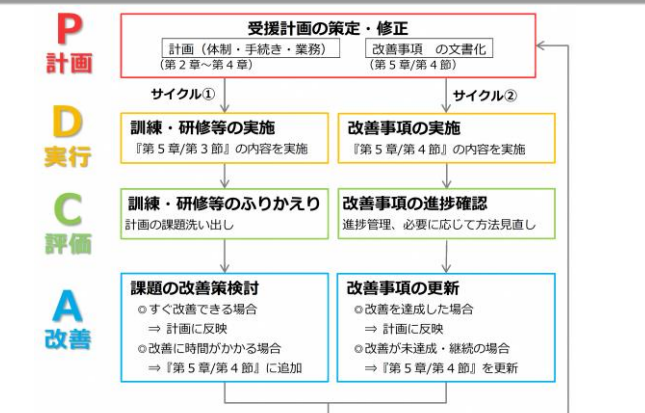 P
計画
受援計画の策定・修正
計画（体制・手続き・業務）
（第２章～第４章）
改善事項　の文書化
（第５章/第４節）
サイクル①
サイクル②
D
実行
訓練・研修等の実施
『第５章/第３節』の内容を実施
改善事項の実施
『第５章/第４節』の内容を実施
C
評価
訓練・研修等のふりかえり
計画の課題洗い出し
改善事項の進捗確認
進捗管理、必要に応じて方法見直し
A
改善
課題の改善策検討
◎すぐ改善できる場合
⇒ 計画に反映
◎改善に時間がかかる場合
⇒『第５章/第４節』に追加
改善事項の更新
◎改善を達成した場合
⇒ 計画に反映
◎改善が未達成・継続の場合
⇒『第５章/第４節』を更新